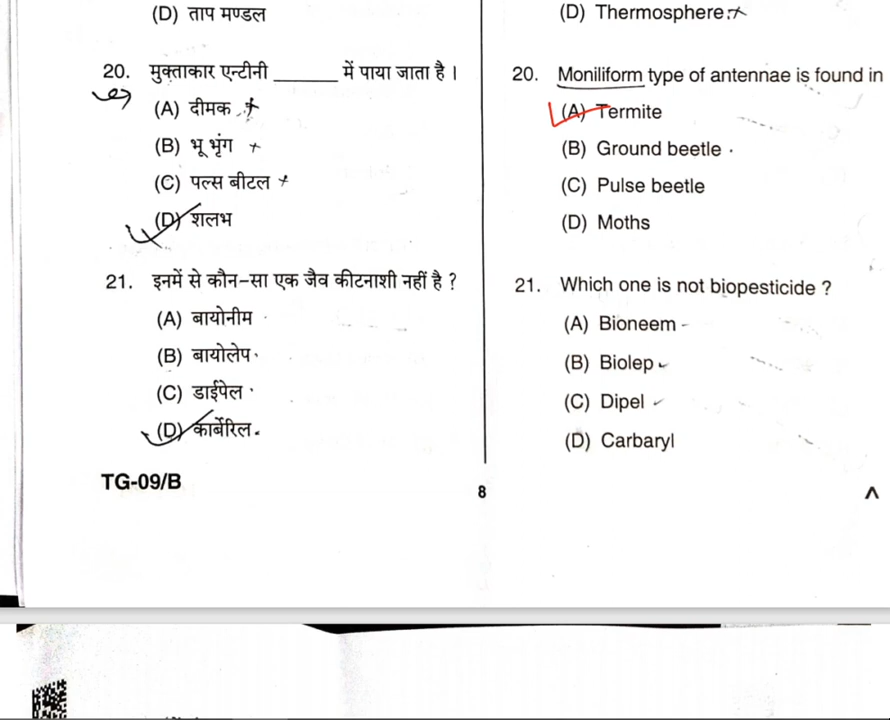 (D) ताप मण्डल
20. मुक्ताकार एन्टीनी ______ में पाया जाता है ।
(A) दीमक
(B) भू भृंग
(C) पल्स बीटल
(D) शलभ
21. इनमें से कौन-सा एक जैव कीटनाशी नहीं है ?
(A) बायोनीम
(B) बायोलेप
(C) डाईपेल
(D) कार्बेरिल
TG-09/B
(D) Thermosphere
20. Moniliform type of antennae is found in
(A) Termite
(B) Ground beetle
(C) Pulse beetle
(D) Moths
21. Which one is not biopesticide ?
(A) Bioneem
(B) Biolep
(C) Dipel
(D) Carbaryl
8